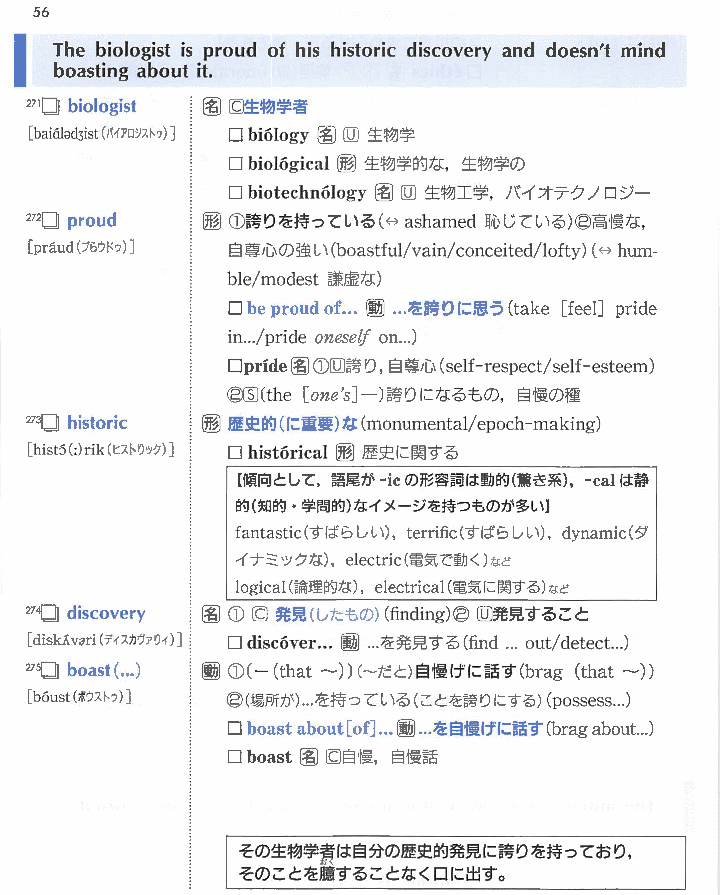 56
The biologist is proud of his historic discovery and doesn't mind
boasting about it.
271 □ biologist 名 Ⓒ生物学者
[baiálədʒist (バイアロヂストゥ)] □ biólogy 名 Ⓤ 生物学
□ biológical 形 生物学的な，生物学の
□ biotechnólogy 名 Ⓤ 生物工学，バイオテクノロジー
272 □ proud 形 ①誇りを持っている(↔ ashamed 恥じている)②高慢な，
[práud (プらウドゥ)] 自尊心の強い(boastful/vain/conceited/lofty) (↔ hum-
ble/modest 謙虚な)
□ be proud of... 動 ...を誇りに思う(take [feel] pride
in.../pride oneself on...)
□príde名①Ⓤ誇り，自尊心(self-respect/self-esteem)
②Ⓢ(the [one's]—)誇りになるもの，自慢の種
273 □ historic 形 歴史的(に重要)な(monumental/epoch-making)
[histɔ́(ː)rik (ヒストりック)] □ histórical 形 歴史に関する
【傾向として，語尾が -ic の形容詞は動的(驚き系)，-cal は静
的(知的・学問的)なイメージを持つものが多い】
fantastic(すばらしい)，terrific(すばらしい)，dynamic(ダ
イナミックな)，electric(電気で動く)など
logical(論理的な)，electrical(電気に関する)など
274 □ discovery 名 ① Ⓒ 発見(したもの) (finding)② Ⓤ発見すること
[diskʌ́vəri (ディスカヴァりィ)] □ discóver... 動 ...を発見する(find ... out/detect...)
275 □ boast (...) 動 ①(—(that ～)) (～だと)自慢げに話す(brag (that ～))
[bóust (ボウストゥ)] ②(場所が)...を持っている(ことを誇りにする) (possess...)
□ boast about[of]... 動...を自慢げに話す(brag about...)
□ boast 名 Ⓒ自慢，自慢話
その生物学者は自分の歴史的発見に誇りを持っており，
そのことを臆おくすることなく口に出す。